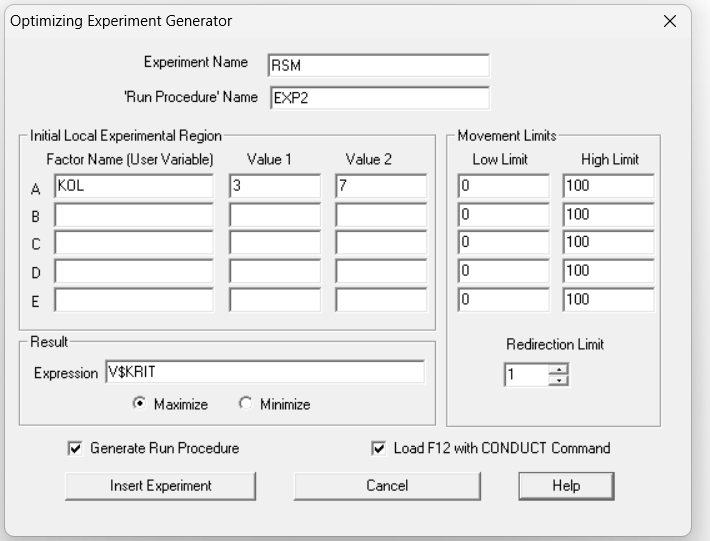 Optimizing Experiment Generator
Experiment Name RSM
'Run Procedure' Name EXP2
Initial Local Experimental Region Movement Limits
Factor Name (User Variable) Value 1 Value 2 Low Limit High Limit
A KOL 3 7 0 100
B 0 100
C 0 100
D 0 100
E 0 100
Result
Redirection Limit
Expression V$KRIT 1
Maximize Minimize
Generate Run Procedure Load F12 with CONDUCT Command
Insert Experiment Cancel Help